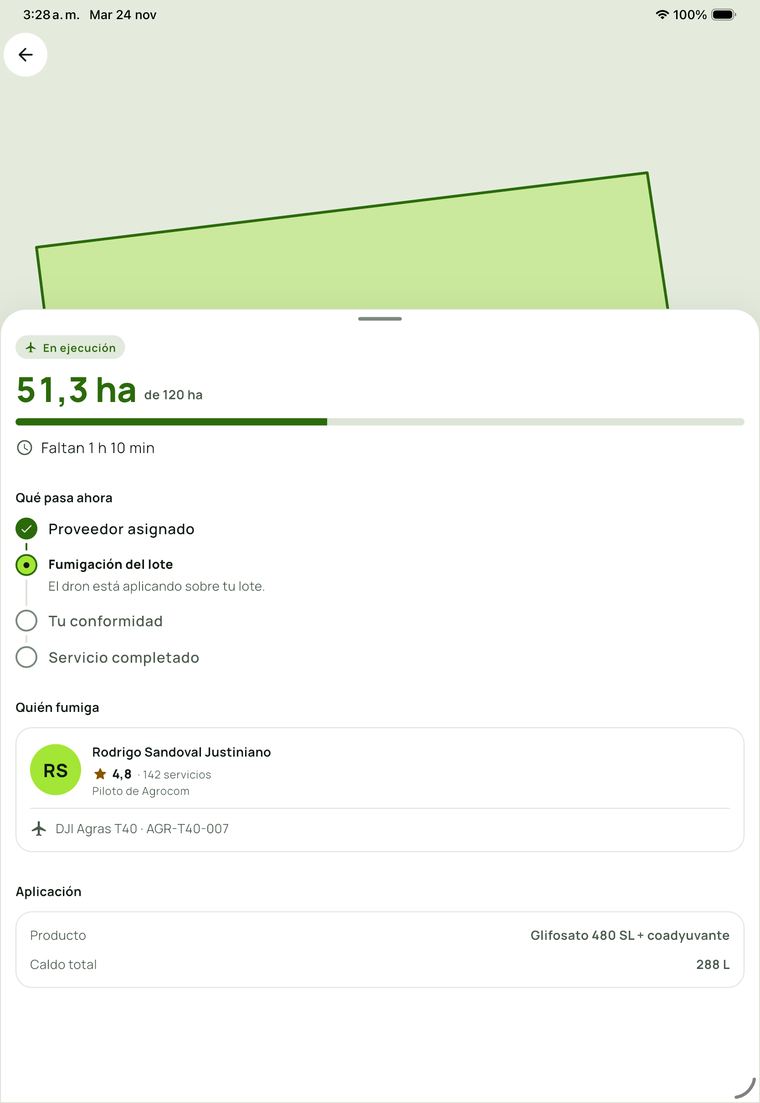 3:28 a. m. Mar 24 nov
100%
En ejecución
51,3 ha de 120 ha
Faltan 1 h 10 min
Qué pasa ahora
Proveedor asignado
Fumigación del lote
El dron está aplicando sobre tu lote.
Tu conformidad
Servicio completado
Quién fumiga
RS
Rodrigo Sandoval Justiniano
4,8 · 142 servicios
Piloto de Agrocom
DJI Agras T40 · AGR-T40-007
Aplicación
Producto Glifosato 480 SL + coadyuvante
Caldo total 288 L